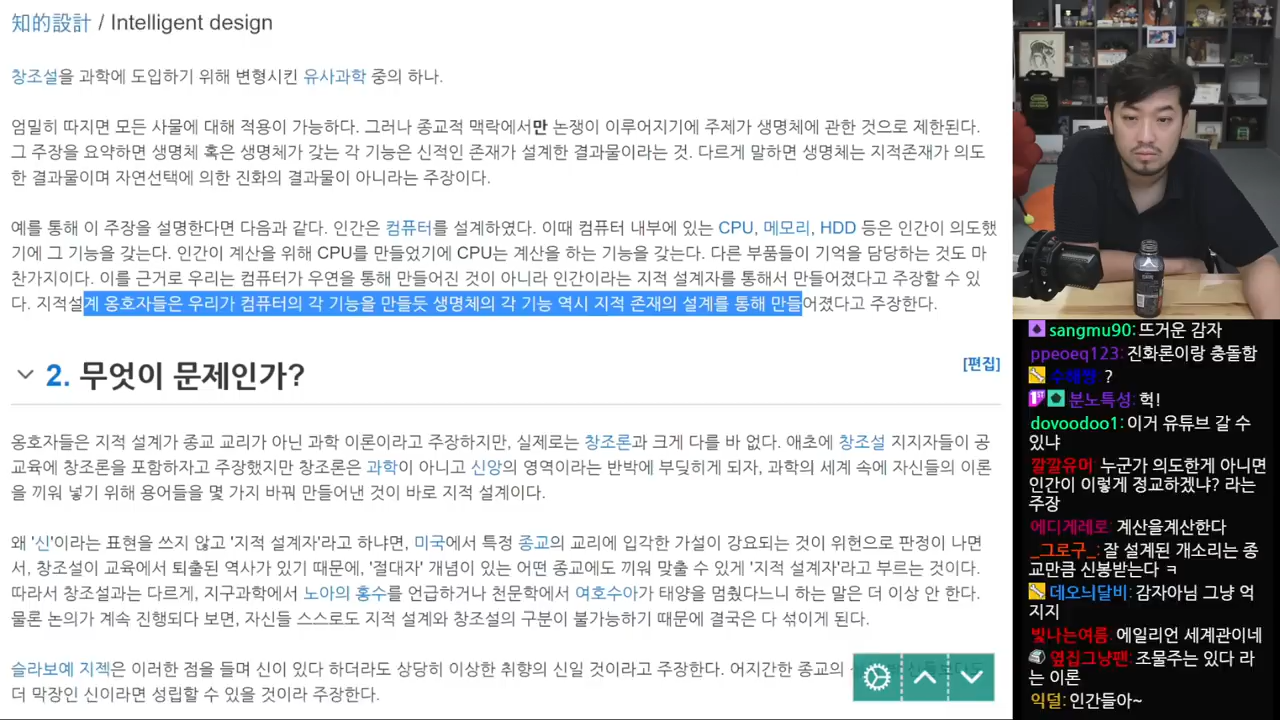 知的設計 / Intelligent design
창조설을 과학에 도입하기 위해 변형시킨 유사과학 중의 하나.
엄밀히 따지면 모든 사물에 대해 적용이 가능하다. 그러나 종교적 맥락에서만 논쟁이 이루어지기에 주제가 생명체에 관한 것으로 제한된다.
그 주장을 요약하면 생명체 혹은 생명체가 갖는 각 기능은 신적인 존재가 설계한 결과물이라는 것. 다르게 말하면 생명체는 지적존재가 의도
한 결과물이며 자연선택에 의한 진화의 결과물이 아니라는 주장이다.
예를 통해 이 주장을 설명한다면 다음과 같다. 인간은 컴퓨터를 설계하였다. 이때 컴퓨터 내부에 있는 CPU, 메모리, HDD 등은 인간이 의도했
기에 그 기능을 갖는다. 인간이 계산을 위해 CPU를 만들었기에 CPU는 계산을 하는 기능을 갖는다. 다른 부품들이 기억을 담당하는 것도 마
찬가지이다. 이를 근거로 우리는 컴퓨터가 우연을 통해 만들어진 것이 아니라 인간이라는 지적 설계자를 통해서 만들어졌다고 주장할 수 있
다. 지적설계 옹호자들은 우리가 컴퓨터의 각 기능을 만들듯 생명체의 각 기능 역시 지적 존재의 설계를 통해 만들어졌다고 주장한다.
2. 무엇이 문제인가?
[편집]
옹호자들은 지적 설계가 종교 교리가 아닌 과학 이론이라고 주장하지만, 실제로는 창조론과 크게 다를 바 없다. 애초에 창조설 지지자들이 공
교육에 창조론을 포함하자고 주장했지만 창조론은 과학이 아니고 신앙의 영역이라는 반박에 부딪히게 되자, 과학의 세계 속에 자신들의 이론
을 끼워 넣기 위해 용어들을 몇 가지 바꿔 만들어낸 것이 바로 지적 설계이다.
왜 '신'이라는 표현을 쓰지 않고 '지적 설계자'라고 하냐면, 미국에서 특정 종교의 교리에 입각한 가설이 강요되는 것이 위헌으로 판정이 나면
서, 창조설이 교육에서 퇴출된 역사가 있기 때문에, '절대자' 개념이 있는 어떤 종교에도 끼워 맞출 수 있게 '지적 설계자'라고 부르는 것이다.
따라서 창조설과는 다르게, 지구과학에서 노아의 홍수를 언급하거나 천문학에서 여호수아가 태양을 멈췄다느니 하는 말은 더 이상 안 한다.
물론 논의가 계속 진행되다 보면, 자신들 스스로도 지적 설계와 창조설의 구분이 불가능하기 때문에 결국은 다 섞이게 된다.
슬라보예 지젝은 이러한 점을 들며 신이 있다 하더라도 상당히 이상한 취향의 신일 것이라고 주장한다. 어지간한 종교의
더 막장인 신이라면 성립할 수 있을 것이라 주장한다.
sangmu90: 뜨거운 감자
ppeoeq123: 진화론이랑 충돌함
수해쨩: ?
1ST 분노특성: 헉!
dovoodoo1: 이거 유튜브 갈 수
있냐
깔깔유머: 누군가 의도한게 아니면
인간이 이렇게 정교하겠냐? 라는
주장
에디게레로: 계산을계산한다
_그로구_: 잘 설계된 개소리는 종
교만큼 신봉받는다 ㅋ
데오늬달비: 감자아님 그냥 억
지지
빛나는여름: 에일리언 세계관이네
옆집그냥팬: 조물주는 있다 라
는 이론
익덜: 인간들아~